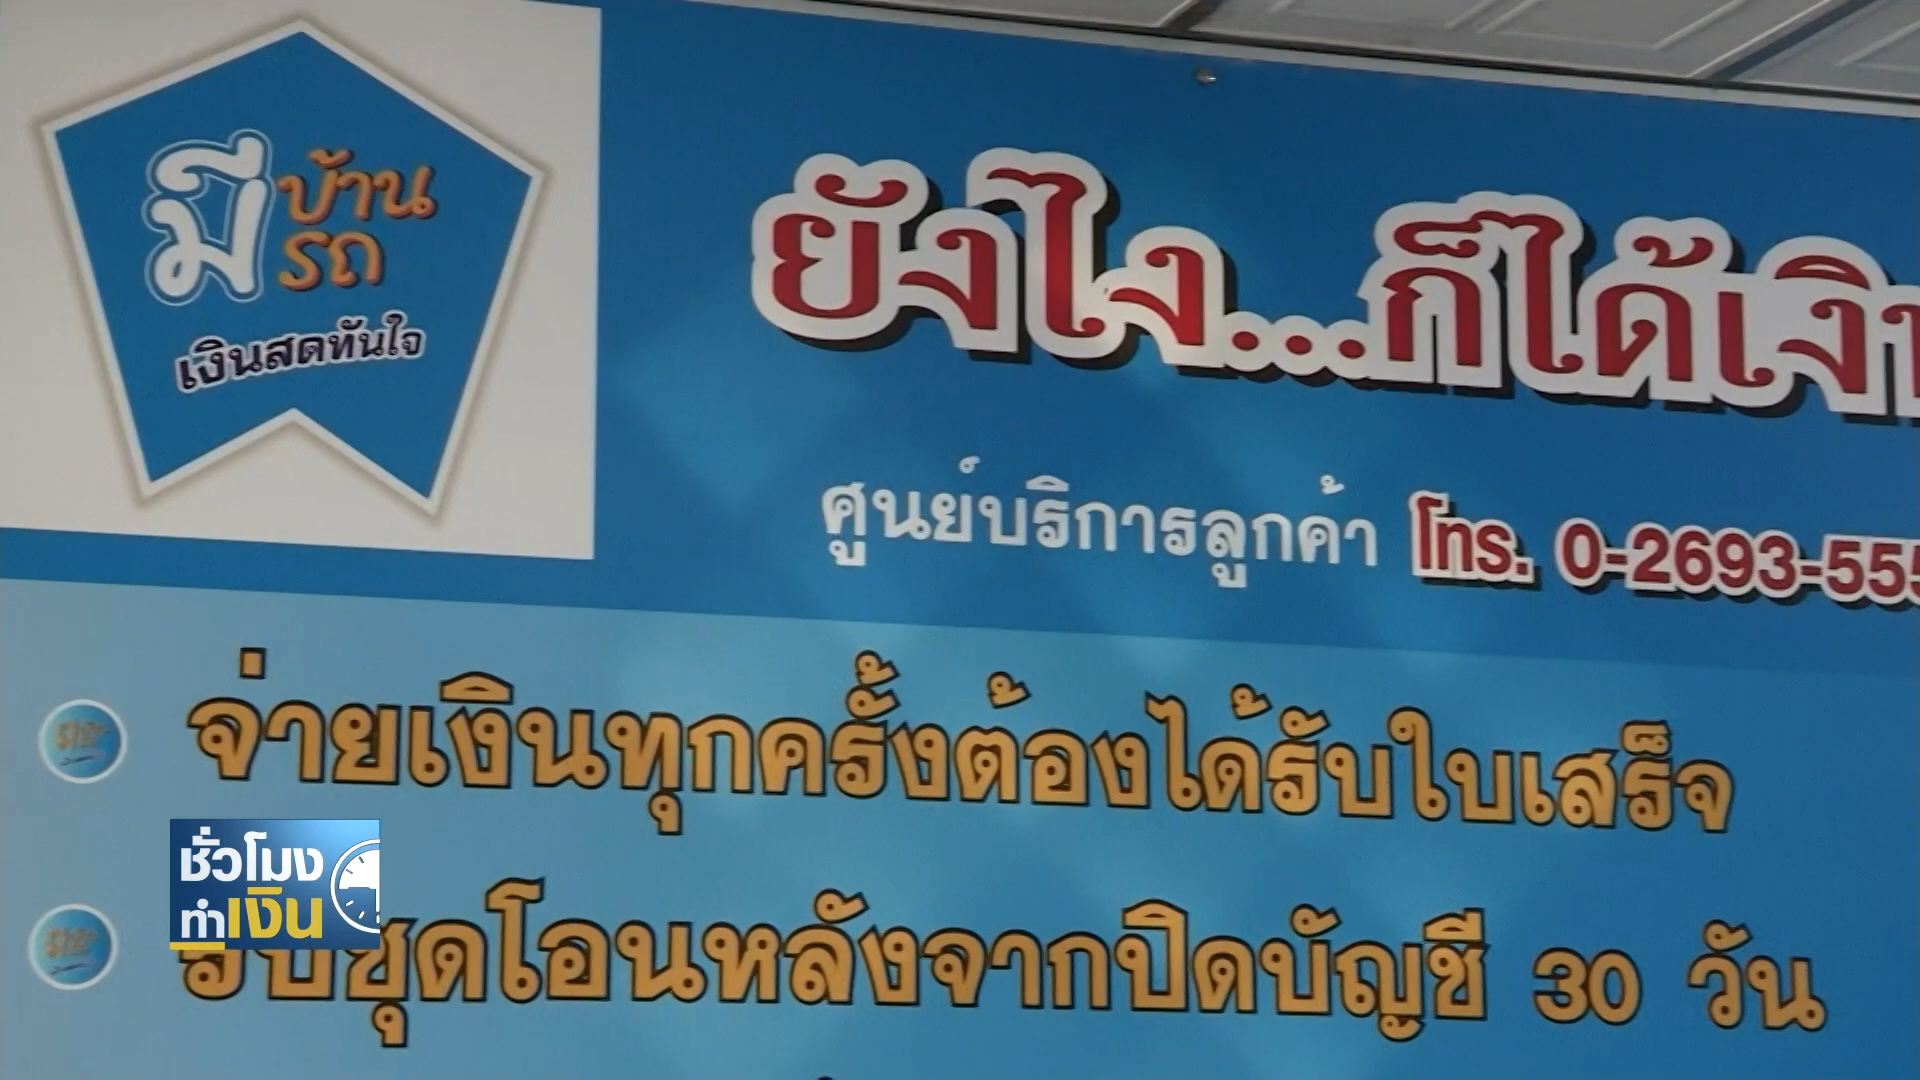 มี บ้าน
รถ
เงินสดทันใจ
ยังไง...ก็ได้เงิ
ศูนย์บริการลูกค้า โทร. 0-2693-555
จ่ายเงินทุกครั้งต้องได้รับใบเสร็จ
ชั่วโมง
ทำเงิน
รับชุดโอนหลังจากปิดบัญชี 30 วัน